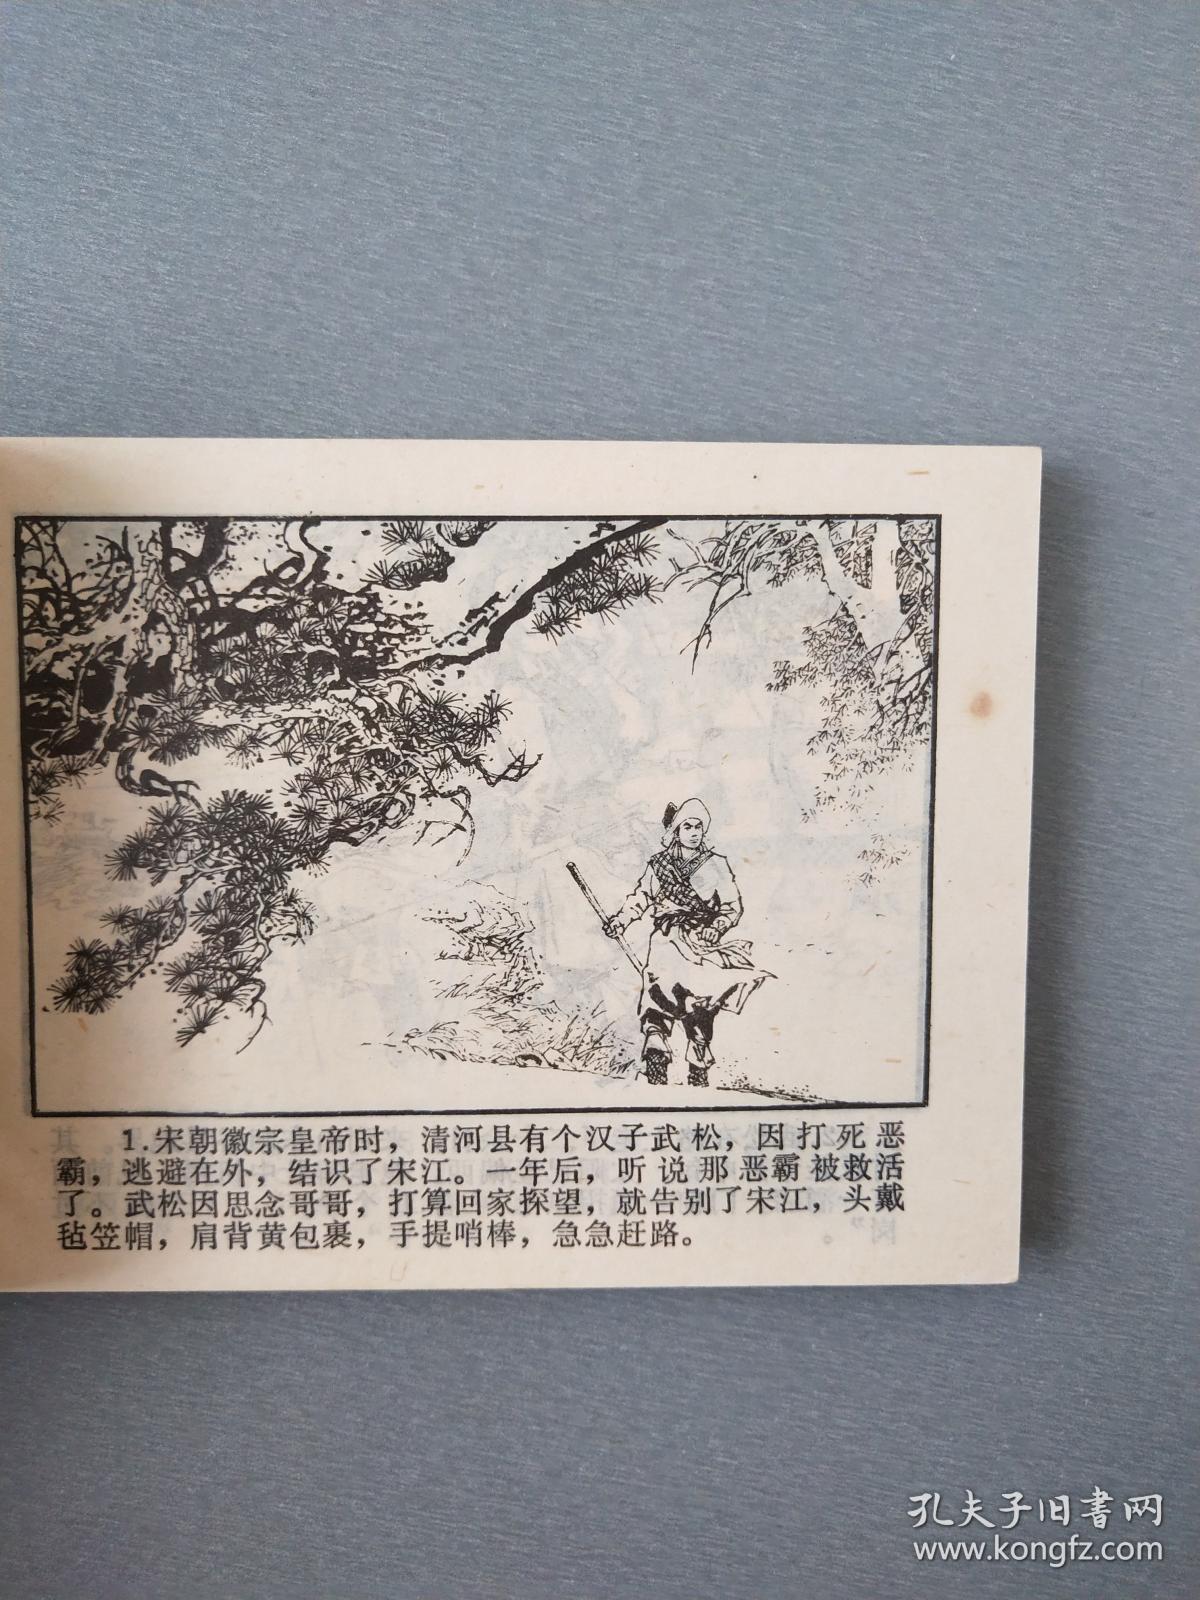 1.宋朝徽宗皇帝时，清河县有个汉子武松，因打死恶
霸，逃避在外，结识了宋江。一年后，听说那恶霸被救活
了。武松因思念哥哥，打算回家探望，就告别了宋江，头戴
毡笠帽，肩背黄包裹，手提哨棒，急急赶路。
孔夫子旧书网
www.kongfz.com